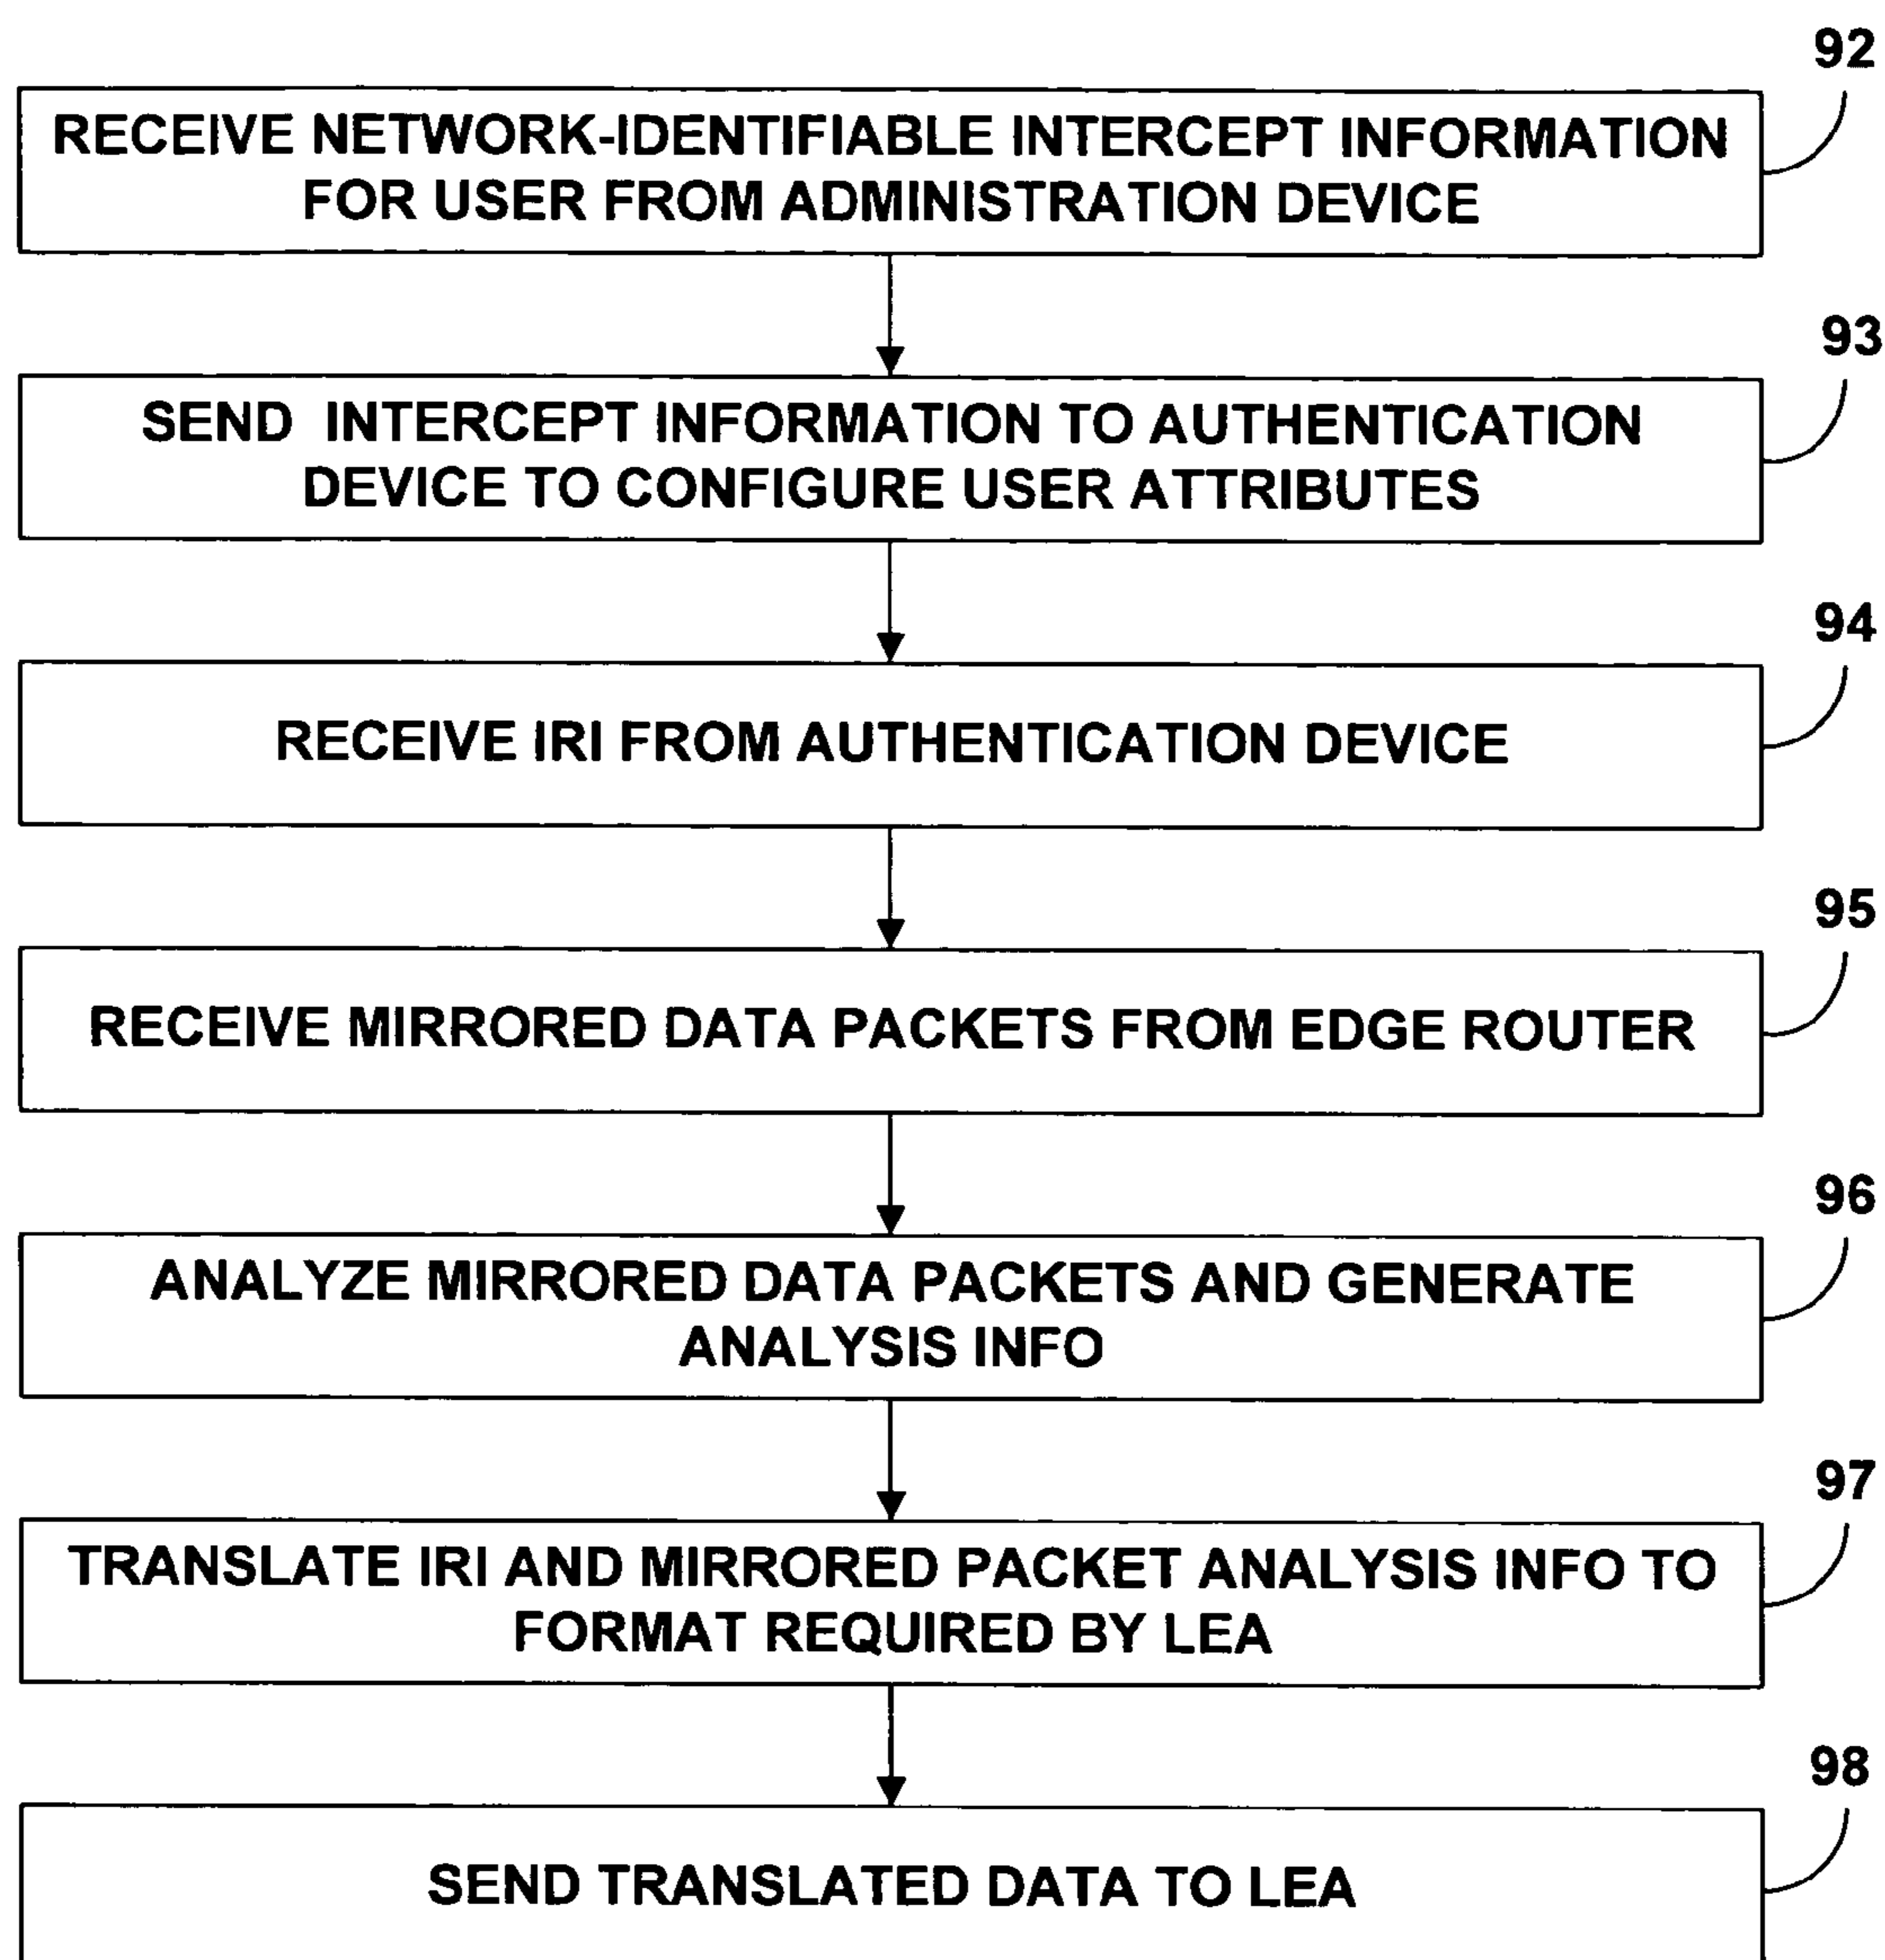 92
RECEIVE NETWORK-IDENTIFIABLE INTERCEPT INFORMATION
FOR USER FROM ADMINISTRATION DEVICE
93
SEND INTERCEPT INFORMATION TO AUTHENTICATION
DEVICE TO CONFIGURE USER ATTRIBUTES
94
RECEIVE IRI FROM AUTHENTICATION DEVICE
95
RECEIVE MIRRORED DATA PACKETS FROM EDGE ROUTER
96
ANALYZE MIRRORED DATA PACKETS AND GENERATE
ANALYSIS INFO
97
TRANSLATE IRI AND MIRRORED PACKET ANALYSIS INFO TO
FORMAT REQUIRED BY LEA
98
SEND TRANSLATED DATA TO LEA